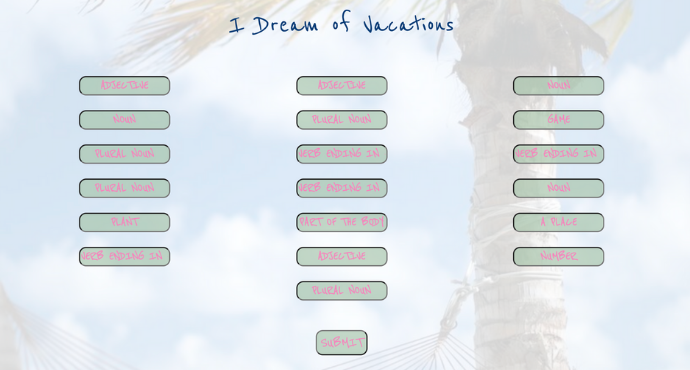 I Dream of Vacations
ADJECTIVE ADJECTIVE NOUN
NOUN PLURAL NOUN GAME
PLURAL NOUN VERB ENDING IN VERB ENDING IN
PLURAL NOUN VERB ENDING IN NOUN
PLANT PART OF THE BODY A PLACE
VERB ENDING IN ADJECTIVE NUMBER
PLURAL NOUN
SUBMIT